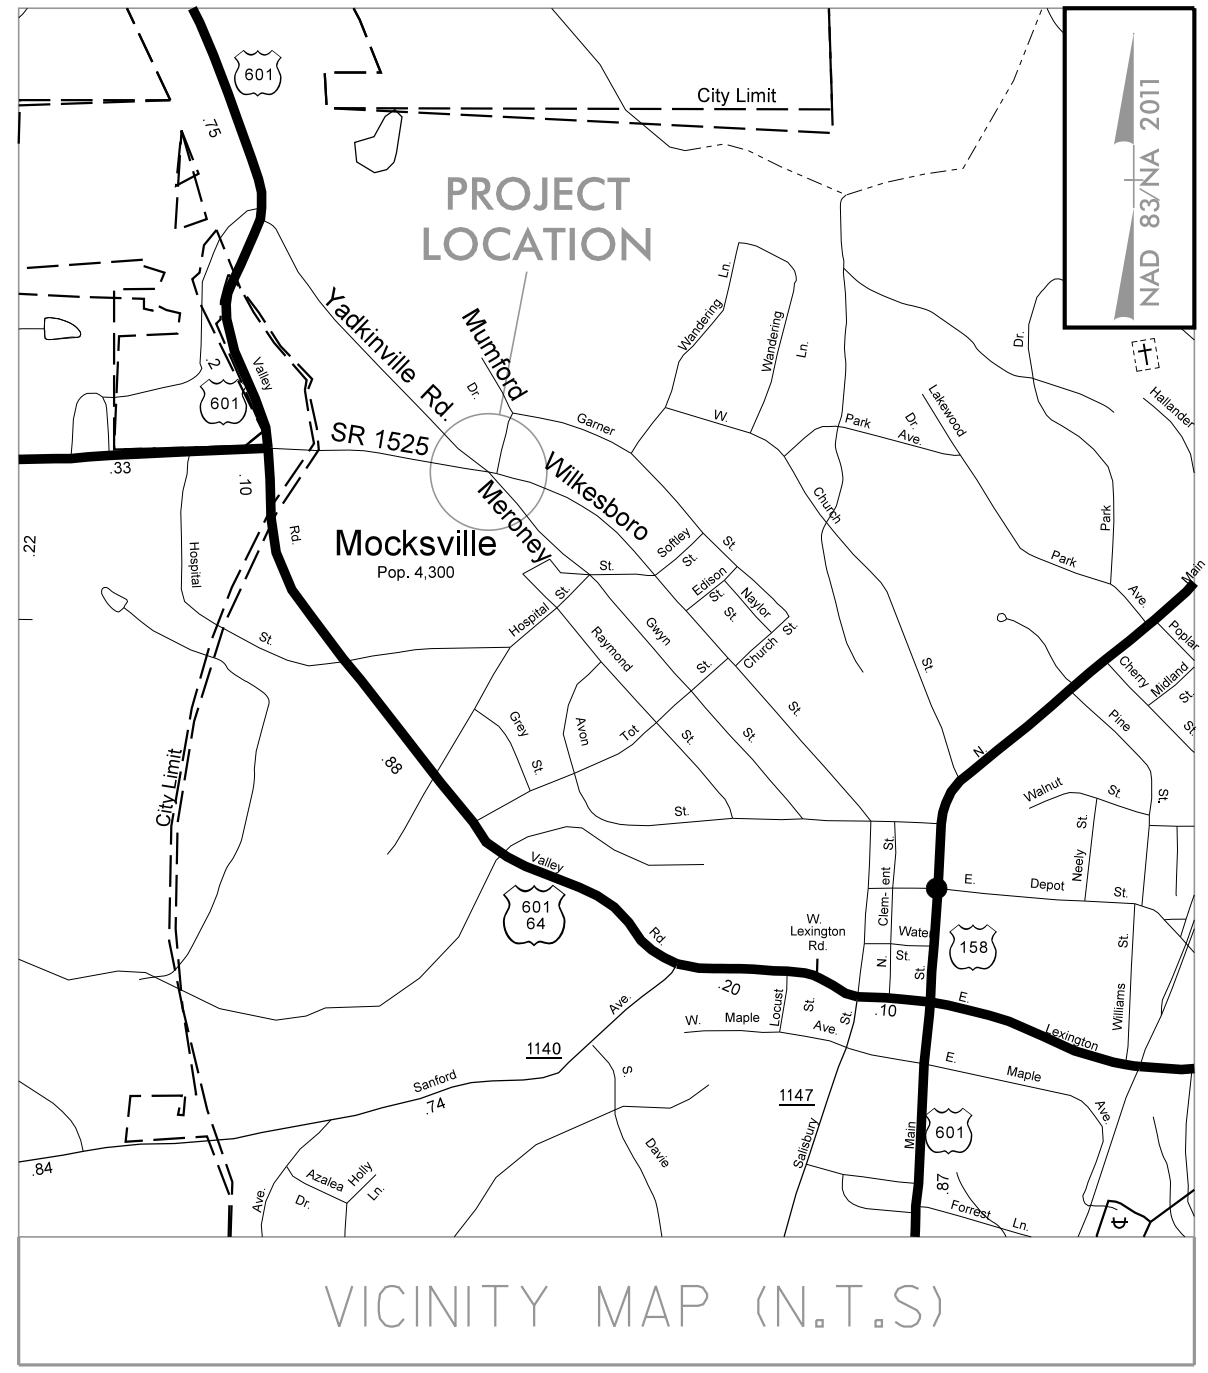 601
.75
City Limit
NAD 83/NA 2011
PROJECT
LOCATION
Yadkinville Rd.
Mumford
Dr.
Wandering
Ln.
Wandering
Ln.
Dr.
.2
Valley
601
SR 1525
Garner
W.
Park
Ave.
Lakewood
Dr.
Hallander
.33
.10
Rd.
Wilkesboro
Meroney
Mocksville
Pop. 4,300
Church
Park
Park
Ave.
Main
.22
Hospital
St.
St.
Softley
St.
St.
Edison
St.
St.
Naylor
St.
Church
Hospital
St.
Raymond
Gwyn
St.
St.
St.
Poplar
Cherry
Midland
St.
St.
Pine
St.
Grey
St.
Avon
Tot
St.
St.
N.
City Limit
.88
Walnut
St.
St.
Neely
St.
Valley
601
64
Clem-
ent
St.
E.
Depot
St.
Rd.
W.
Lexington
Rd.
Water
St.
St.
N.
158
St.
Williams
.20
Locust
St.
.10
E.
Lexington
W.
Maple
Ave.
St.
E.
Maple
Ave.
Ave.
1140
Sanford
.74
S.
Davie
1147
Salisbury
Main
601
.84
Azalea
Dr.
Holly
Ln.
Ave.
.87
Forrest
Ln.
VICINITY MAP (N.T.S)